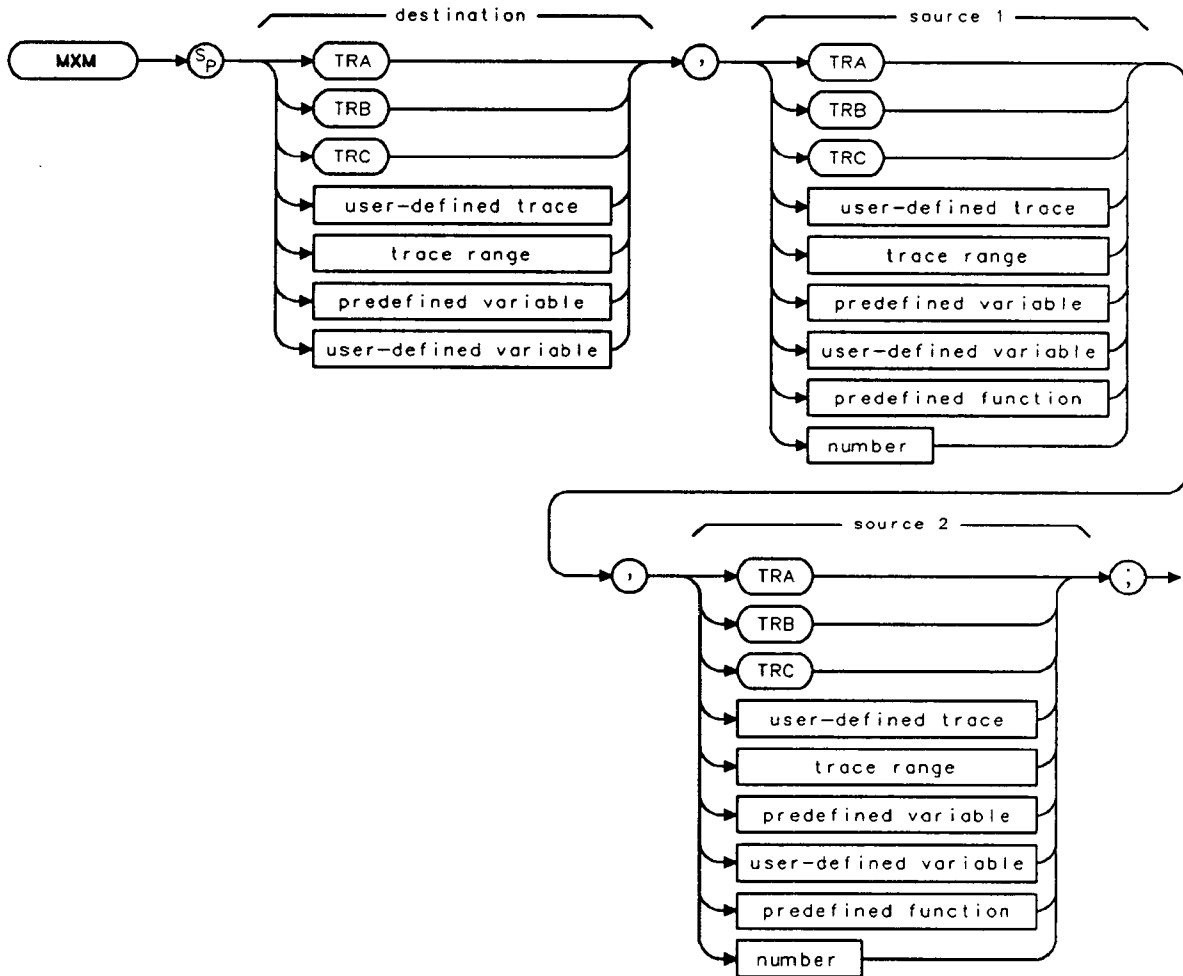 destination
MXM
SP
TRA
TRB
TRC
user-defined trace
trace range
predefined variable
user-defined variable
,
source 1
TRA
TRB
TRC
user-defined trace
trace range
predefined variable
user-defined variable
predefined function
number
,
source 2
TRA
TRB
TRC
user-defined trace
trace range
predefined variable
user-defined variable
predefined function
number
;